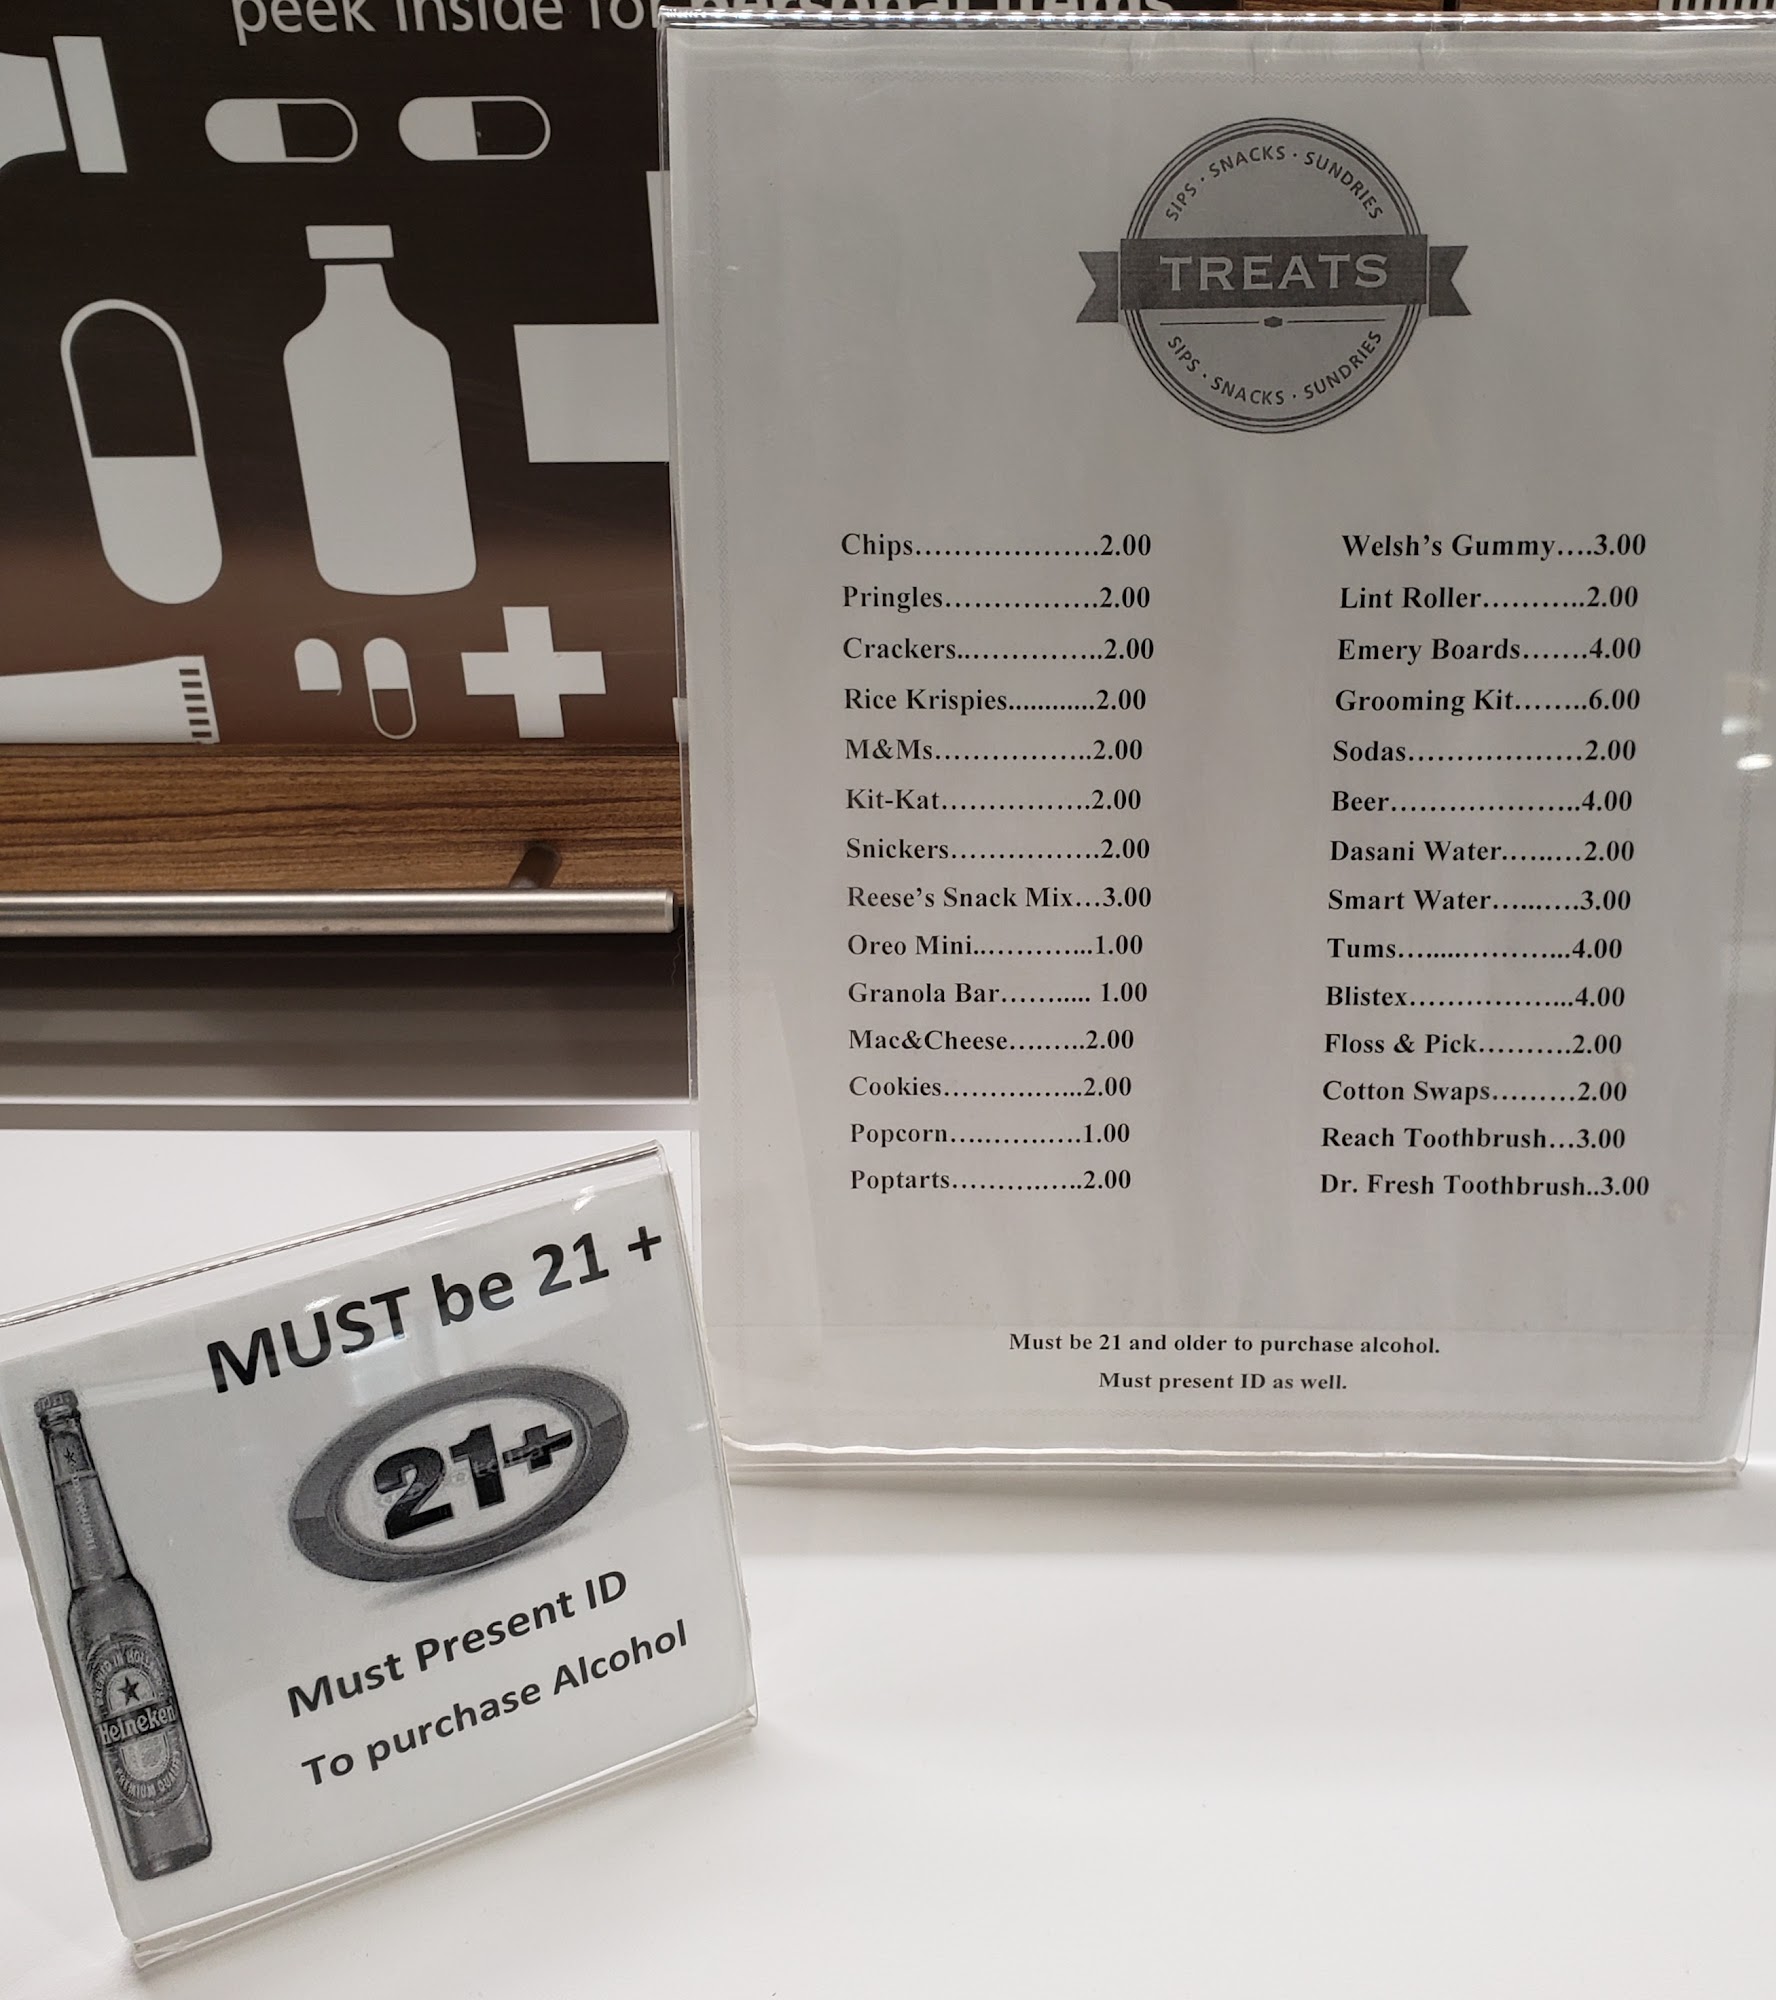 peek inside for personal items
SIPS · SNACKS · SUNDRIES
TREATS
SIPS · SNACKS · SUNDRIES
Chips...................2.00
Pringles................2.00
Crackers................2.00
Rice Krispies............2.00
M&Ms..................2.00
Kit-Kat................2.00
Snickers................2.00
Reese's Snack Mix...3.00
Oreo Mini..............1.00
Granola Bar........... 1.00
Mac&Cheese.........2.00
Cookies................2.00
Popcorn................1.00
Poptarts................2.00
Welsh's Gummy....3.00
Lint Roller...........2.00
Emery Boards.......4.00
Grooming Kit........6.00
Sodas..................2.00
Beer....................4.00
Dasani Water.........2.00
Smart Water..........3.00
Tums...................4.00
Blistex..................4.00
Floss & Pick..........2.00
Cotton Swaps.........2.00
Reach Toothbrush...3.00
Dr. Fresh Toothbrush..3.00
Must be 21 and older to purchase alcohol.
Must present ID as well.
MUST be 21 +
21+
Must Present ID
To purchase Alcohol
Heineken
PREMIUM QUALITY